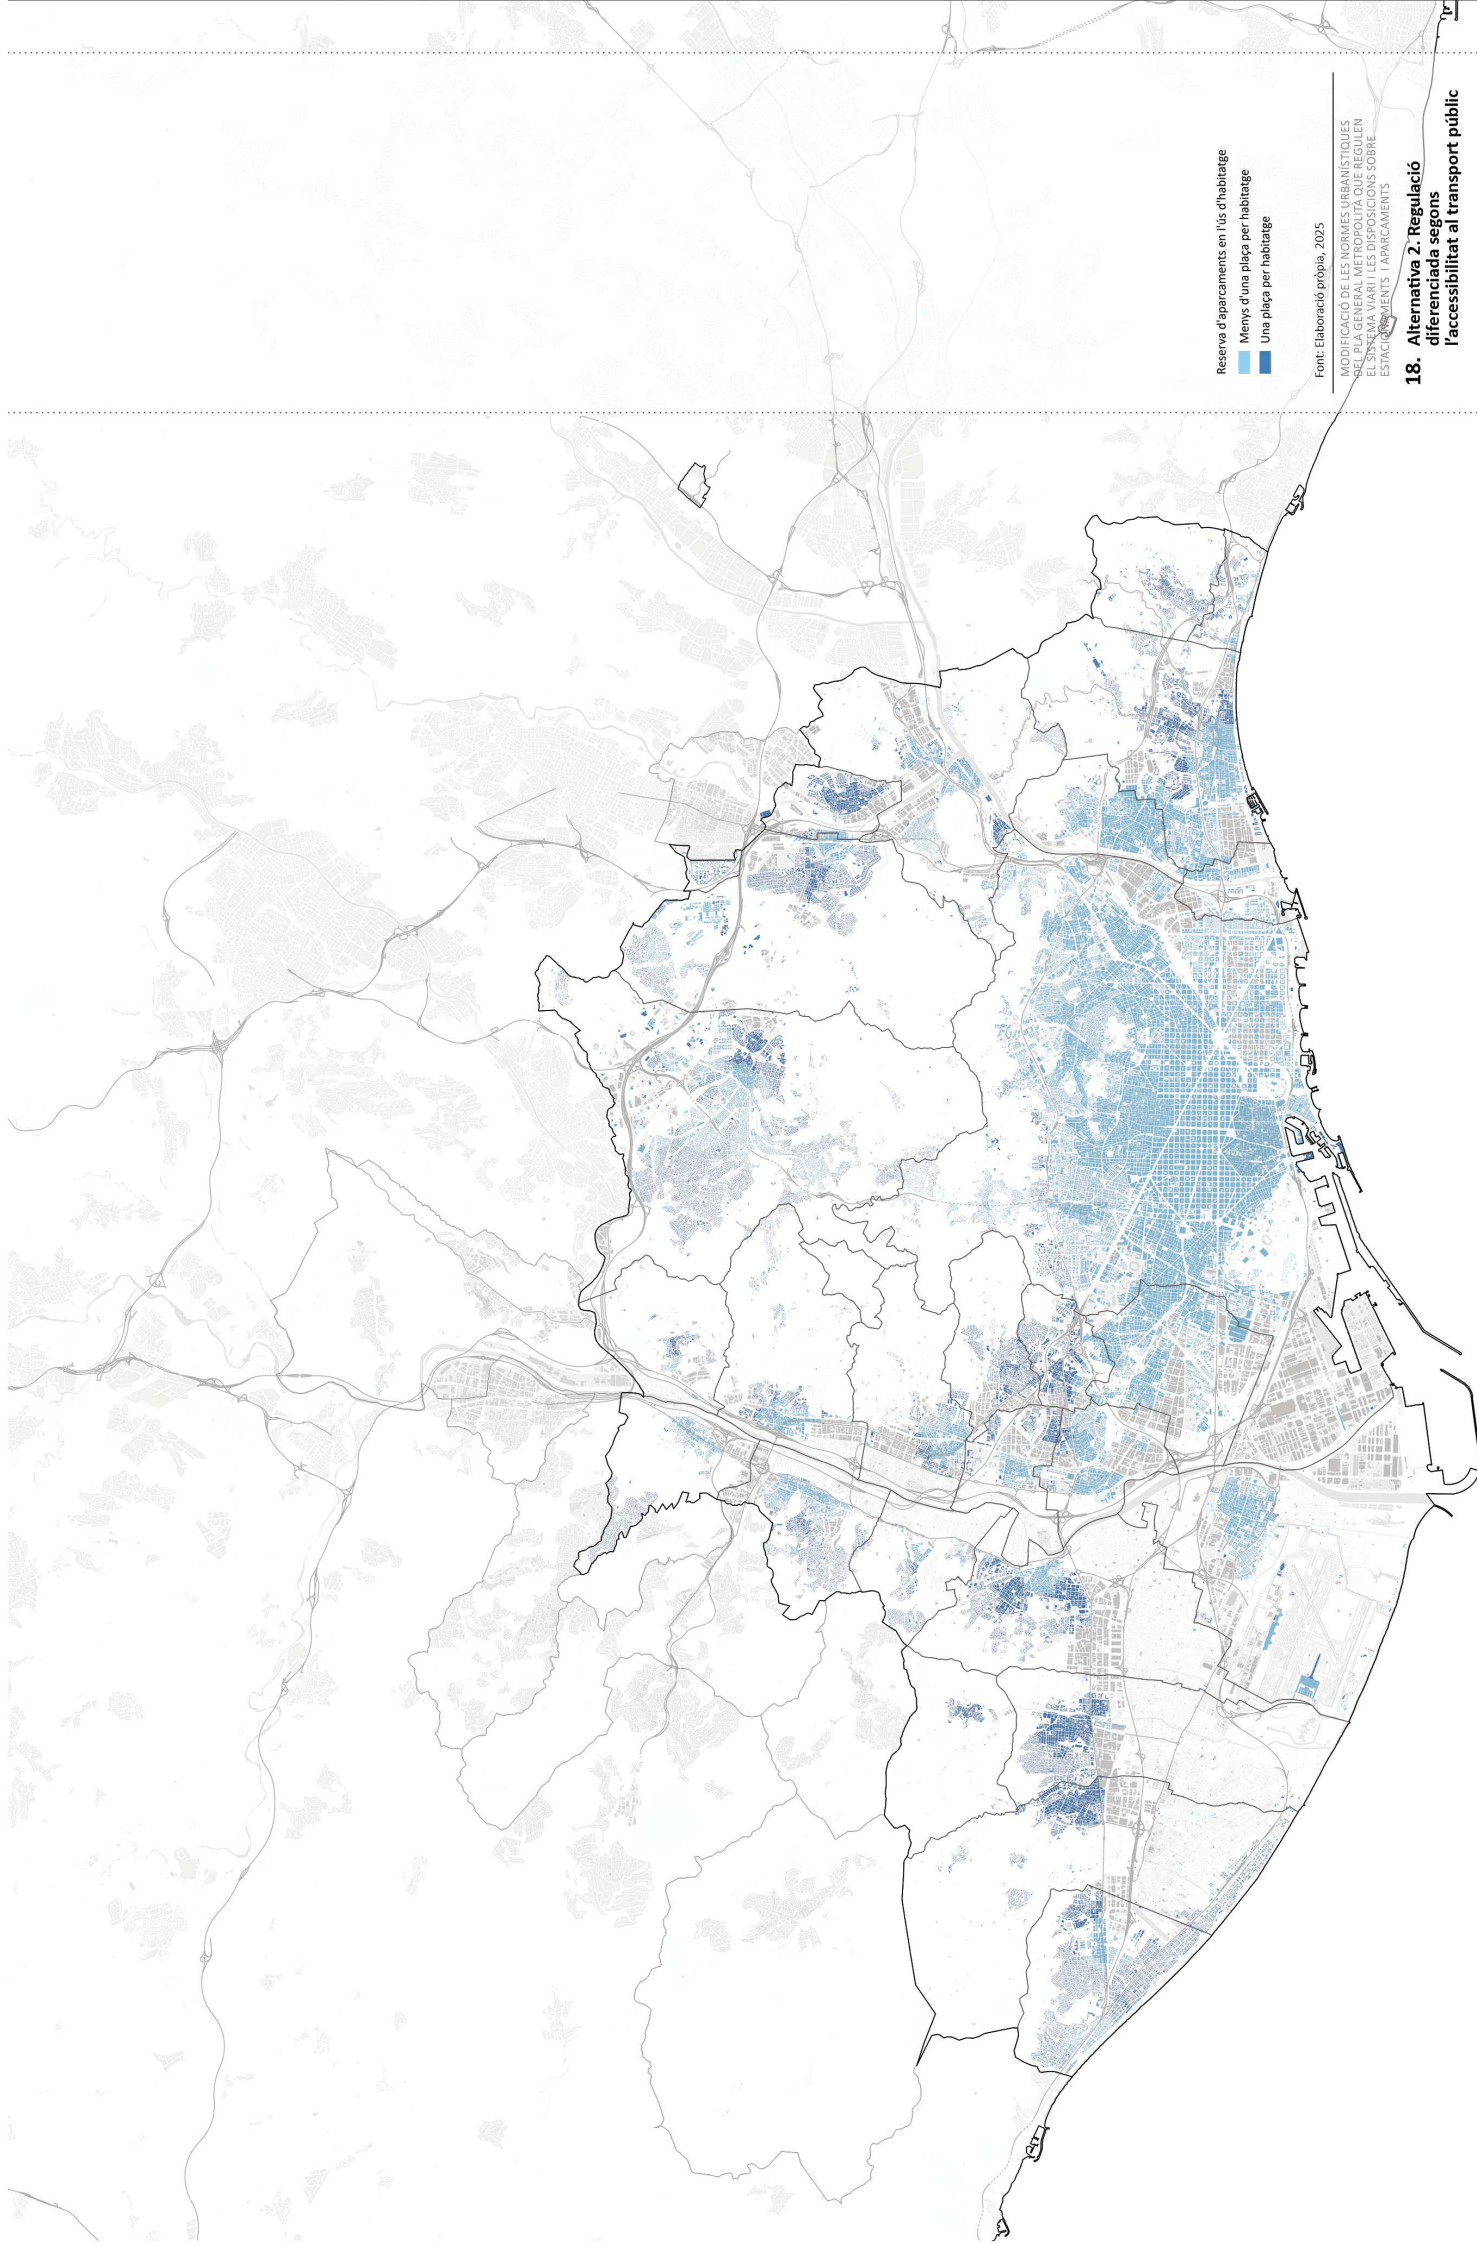 Reserva d'aparcaments en l'ús d'habitatge
Menys d'una plaça per habitatge
Una plaça per habitatge
Font: Elaboració pròpia, 2025
MODIFICACIÓ DE LES NORMES URBANÍSTIQUES
DEL PLA GENERAL METROPOLITÀ QUE REGULEN
EL SISTEMA VIARI I LES DISPOSICIONS SOBRE
ESTACIONAMENTS I APARCAMENTS
18. Alternativa 2. Regulació
diferenciada segons
l'accessibilitat al transport públic